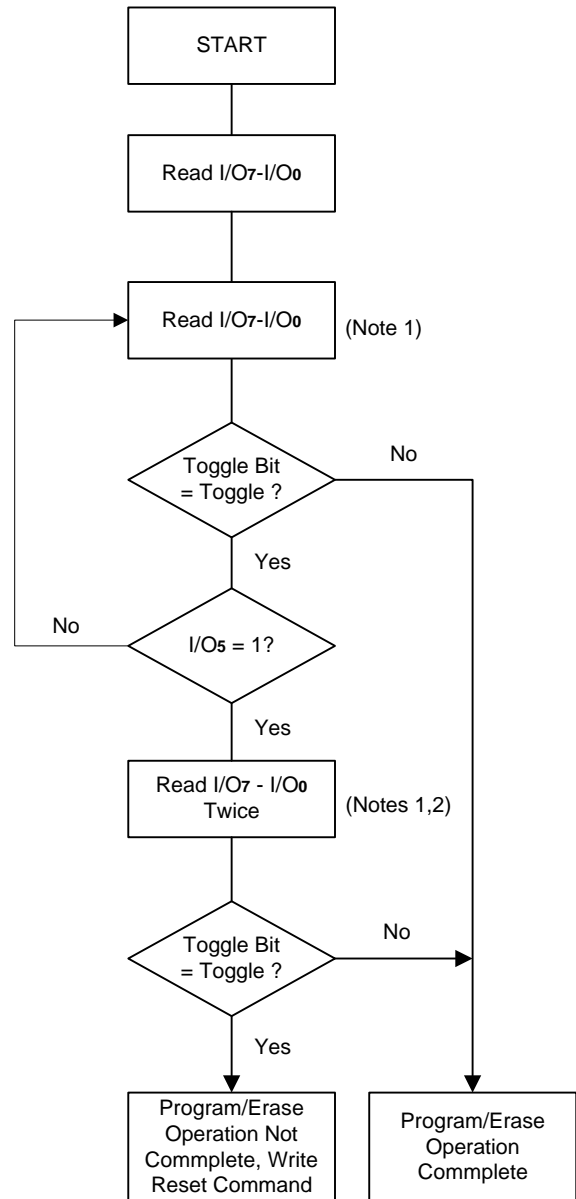 START
Read I/O7-I/O0
Read I/O7-I/O0
(Note 1)
Toggle Bit
= Toggle ?
No
Yes
I/O5 = 1?
No
Yes
Read I/O7 - I/O0
Twice
(Notes 1,2)
Toggle Bit
= Toggle ?
No
Yes
Program/Erase
Operation Not
Commplete, Write
Reset Command
Program/Erase
Operation
Commplete